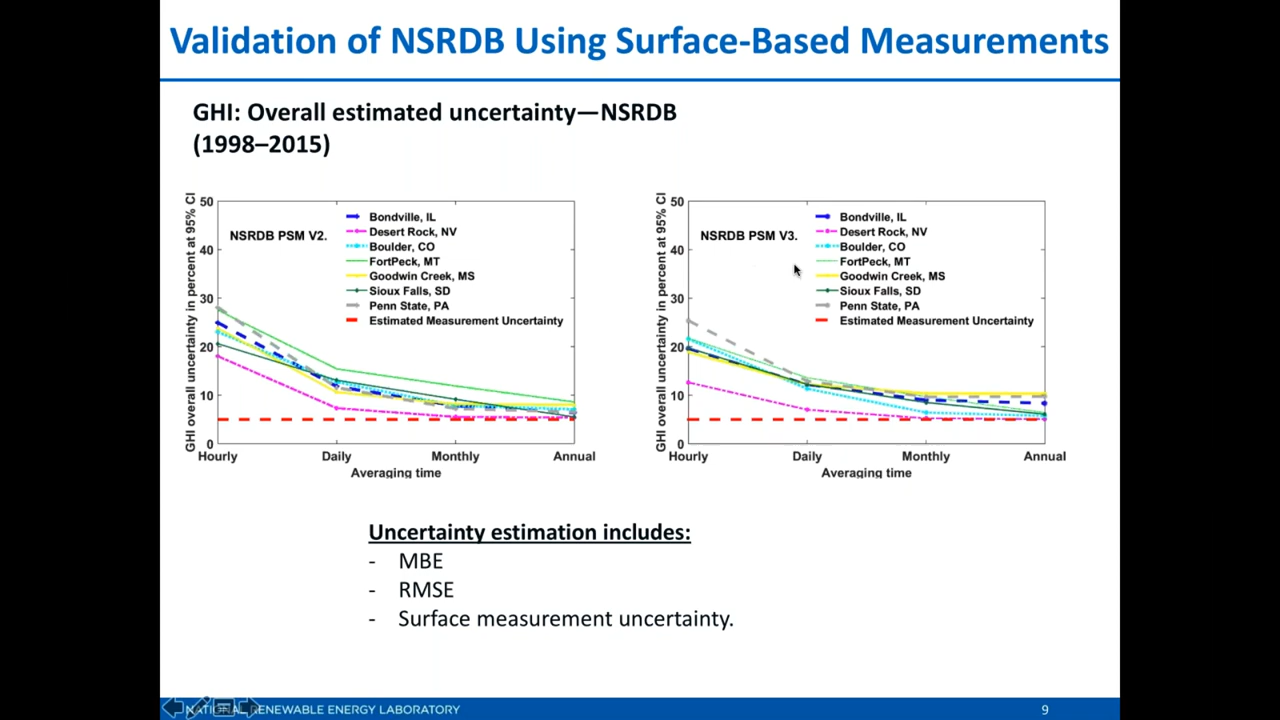 Validation of NSRDB Using Surface-Based Measurements
GHI: Overall estimated uncertainty—NSRDB
(1998–2015)
GHI overall uncertainty in percent at 95% CI
50
40
30
20
10
0
NSRDB PSM V2.
Bondville, IL
Desert Rock, NV
Boulder, CO
FortPeck, MT
Goodwin Creek, MS
Sioux Falls, SD
Penn State, PA
Estimated Measurement Uncertainty
Hourly Daily Monthly Annual
Averaging time
GHI overall uncertainty in percent at 95% CI
50
40
30
20
10
0
NSRDB PSM V3.
Bondville, IL
Desert Rock, NV
Boulder, CO
FortPeck, MT
Goodwin Creek, MS
Sioux Falls, SD
Penn State, PA
Estimated Measurement Uncertainty
Hourly Daily Monthly Annual
Averaging time
Uncertainty estimation includes:
- MBE
- RMSE
- Surface measurement uncertainty.
NATIONAL RENEWABLE ENERGY LABORATORY
9